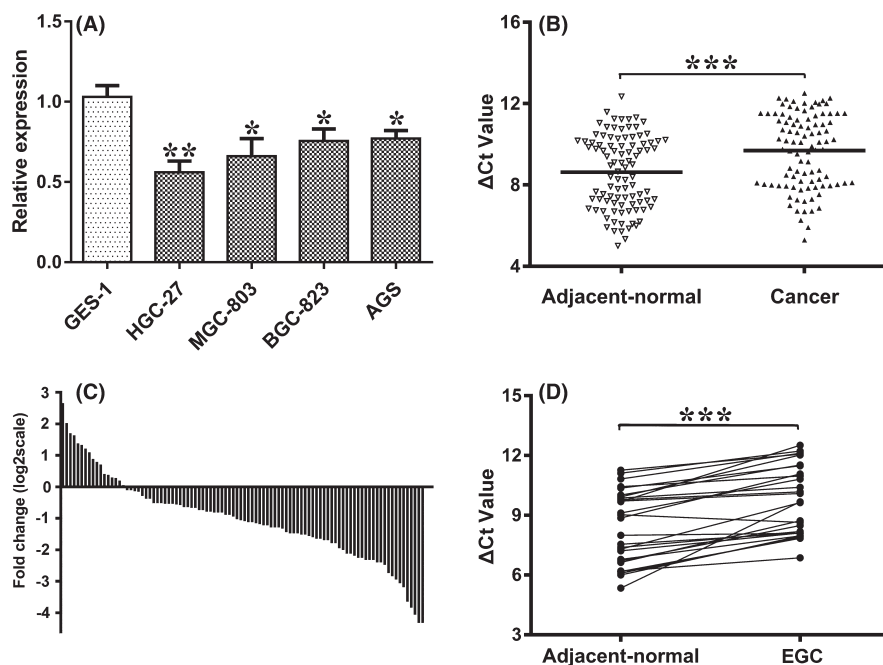 (A)
Relative expression
1.5
1.0
0.5
0.0
**
*
*
*
GES-1
HGC-27
MGC-803
BGC-823
AGS
(B)
ΔCt Value
16
12
8
4
***
Adjacent-normal
Cancer
(C)
Fold change (log2scale)
3
2
1
0
-1
-2
-3
-4
(D)
ΔCt Value
15
12
9
6
3
***
Adjacent-normal
EGC